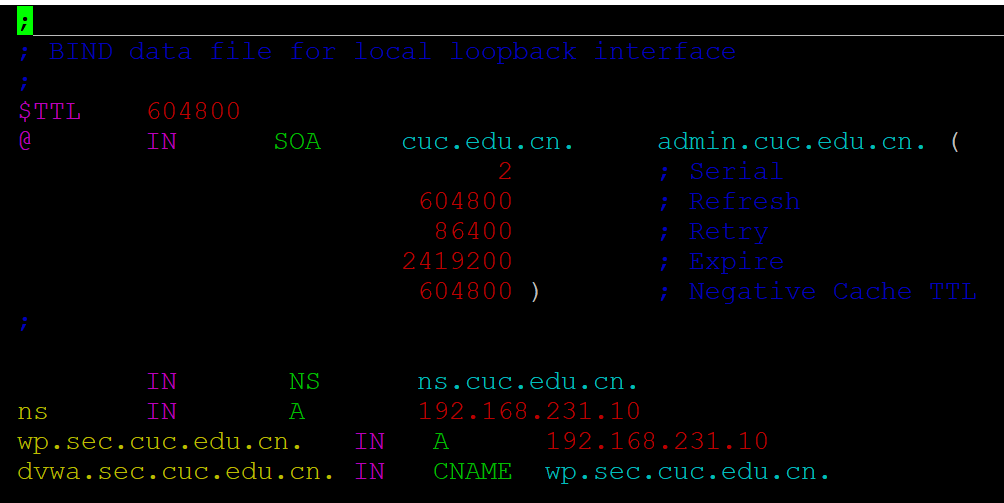 ;
; BIND data file for local loopback interface
;
$TTL    604800
@       IN      SOA     cuc.edu.cn.     admin.cuc.edu.cn. (
                              2         ; Serial
                         604800         ; Refresh
                          86400         ; Retry
                        2419200         ; Expire
                         604800 )       ; Negative Cache TTL
;
        IN       NS      ns.cuc.edu.cn.
ns      IN       A       192.168.231.10
wp.sec.cuc.edu.cn.   IN   A      192.168.231.10
dvwa.sec.cuc.edu.cn. IN   CNAME  wp.sec.cuc.edu.cn.